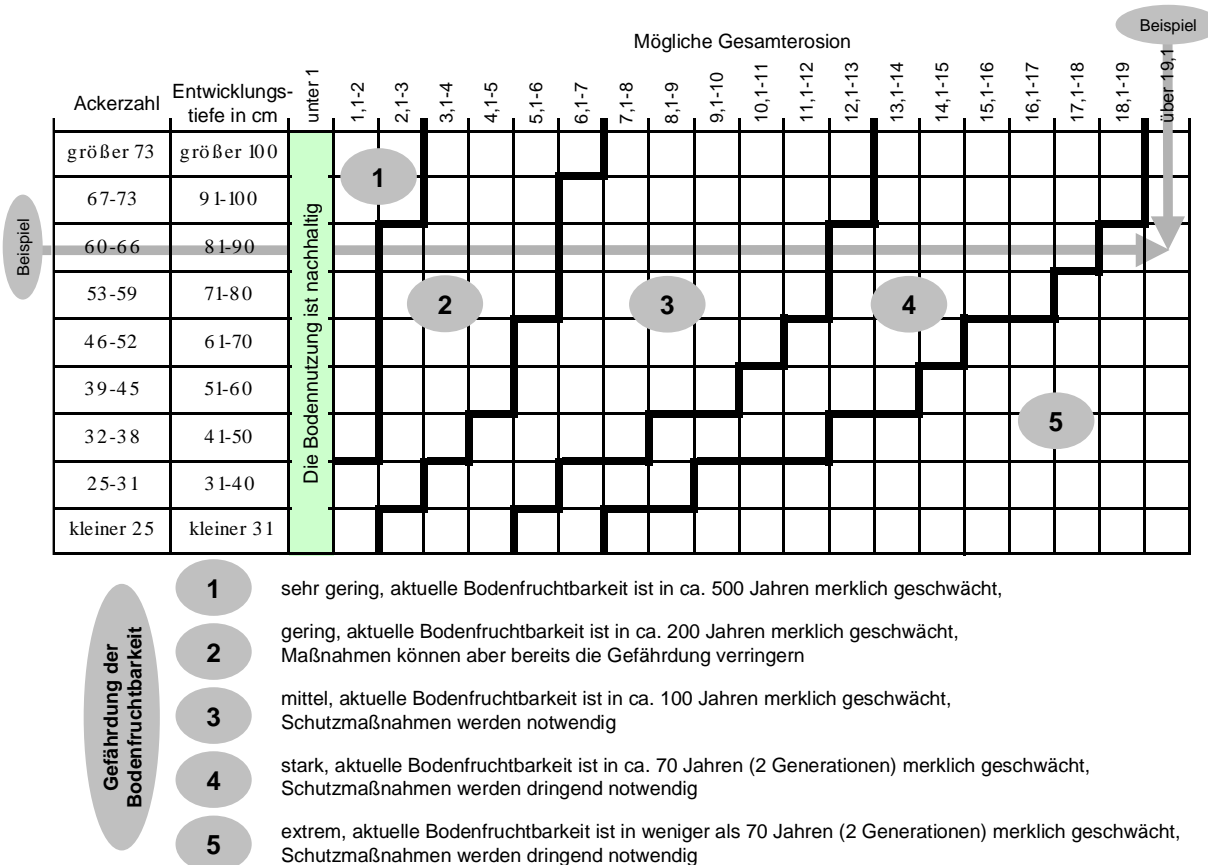 Beispiel
Mögliche Gesamterosion
Ackerzahl
Entwicklungs-
tiefe in cm
unter 1
1,1-2
2,1-3
3,1-4
4,1-5
5,1-6
6,1-7
7,1-8
8,1-9
9,1-10
10,1-11
11,1-12
12,1-13
13,1-14
14,1-15
15,1-16
16,1-17
17,1-18
18,1-19
über 19,1
größer 73 größer 100
67-73 91-100
60-66 81-90
53-59 71-80
46-52 61-70
39-45 51-60
32-38 41-50
25-31 31-40
kleiner 25 kleiner 31
Beispiel
Die Bodennutzung ist nachhaltig
1
2
3
4
5
Gefährdung der
Bodenfruchtbarkeit
1 sehr gering, aktuelle Bodenfruchtbarkeit ist in ca. 500 Jahren merklich geschwächt,
2 gering, aktuelle Bodenfruchtbarkeit ist in ca. 200 Jahren merklich geschwächt,
Maßnahmen können aber bereits die Gefährdung verringern
3 mittel, aktuelle Bodenfruchtbarkeit ist in ca. 100 Jahren merklich geschwächt,
Schutzmaßnahmen werden notwendig
4 stark, aktuelle Bodenfruchtbarkeit ist in ca. 70 Jahren (2 Generationen) merklich geschwächt,
Schutzmaßnahmen werden dringend notwendig
5 extrem, aktuelle Bodenfruchtbarkeit ist in weniger als 70 Jahren (2 Generationen) merklich geschwächt,
Schutzmaßnahmen werden dringend notwendig